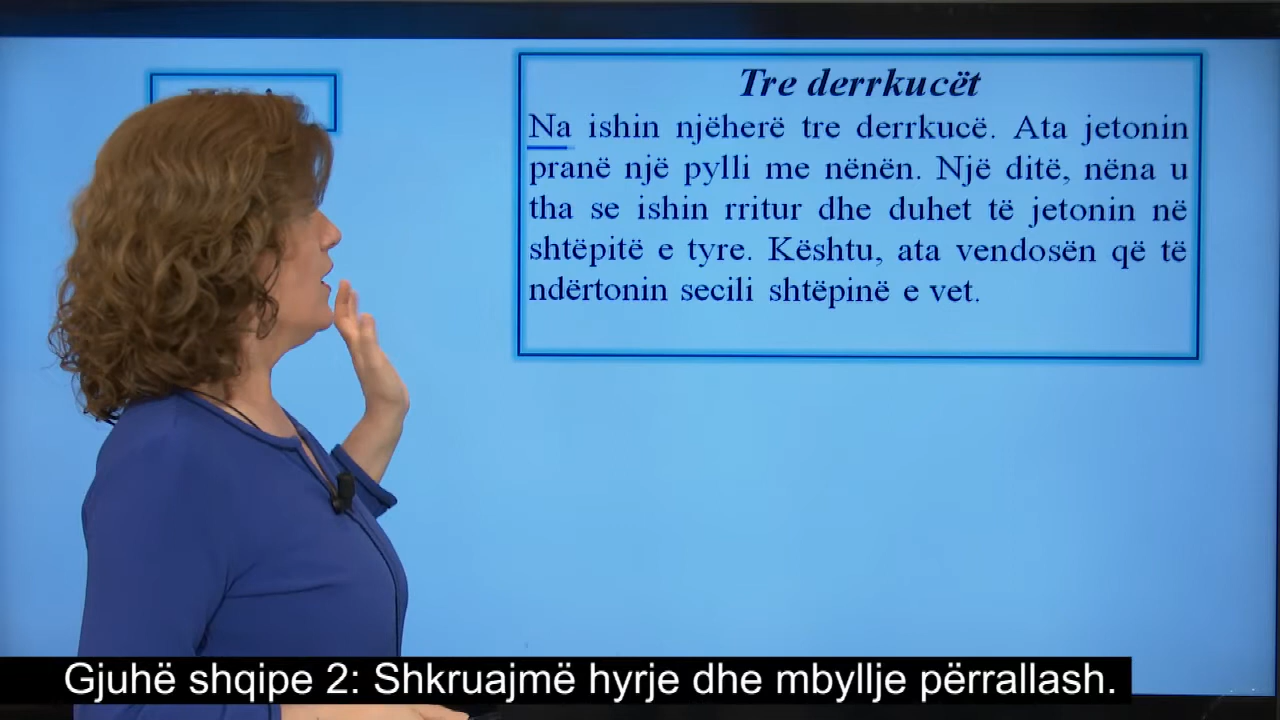 Tre derrkucët
Na ishin njëherë tre derrkucë. Ata jetonin
pranë një pylli me nënën. Një ditë, nëna u
tha se ishin rritur dhe duhet të jetonin në
shtëpitë e tyre. Kështu, ata vendosën që të
ndërtonin secili shtëpinë e vet.
Gjuhë shqipe 2: Shkruajmë hyrje dhe mbyllje përrallash.